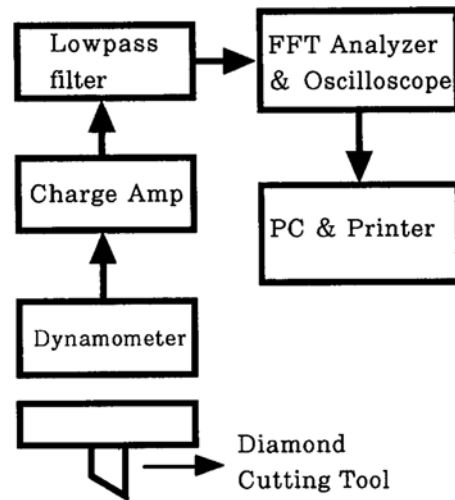 Lowpass
filter
FFT Analyzer
& Oscilloscope
Charge Amp
PC & Printer
Dynamometer
Diamond
Cutting Tool